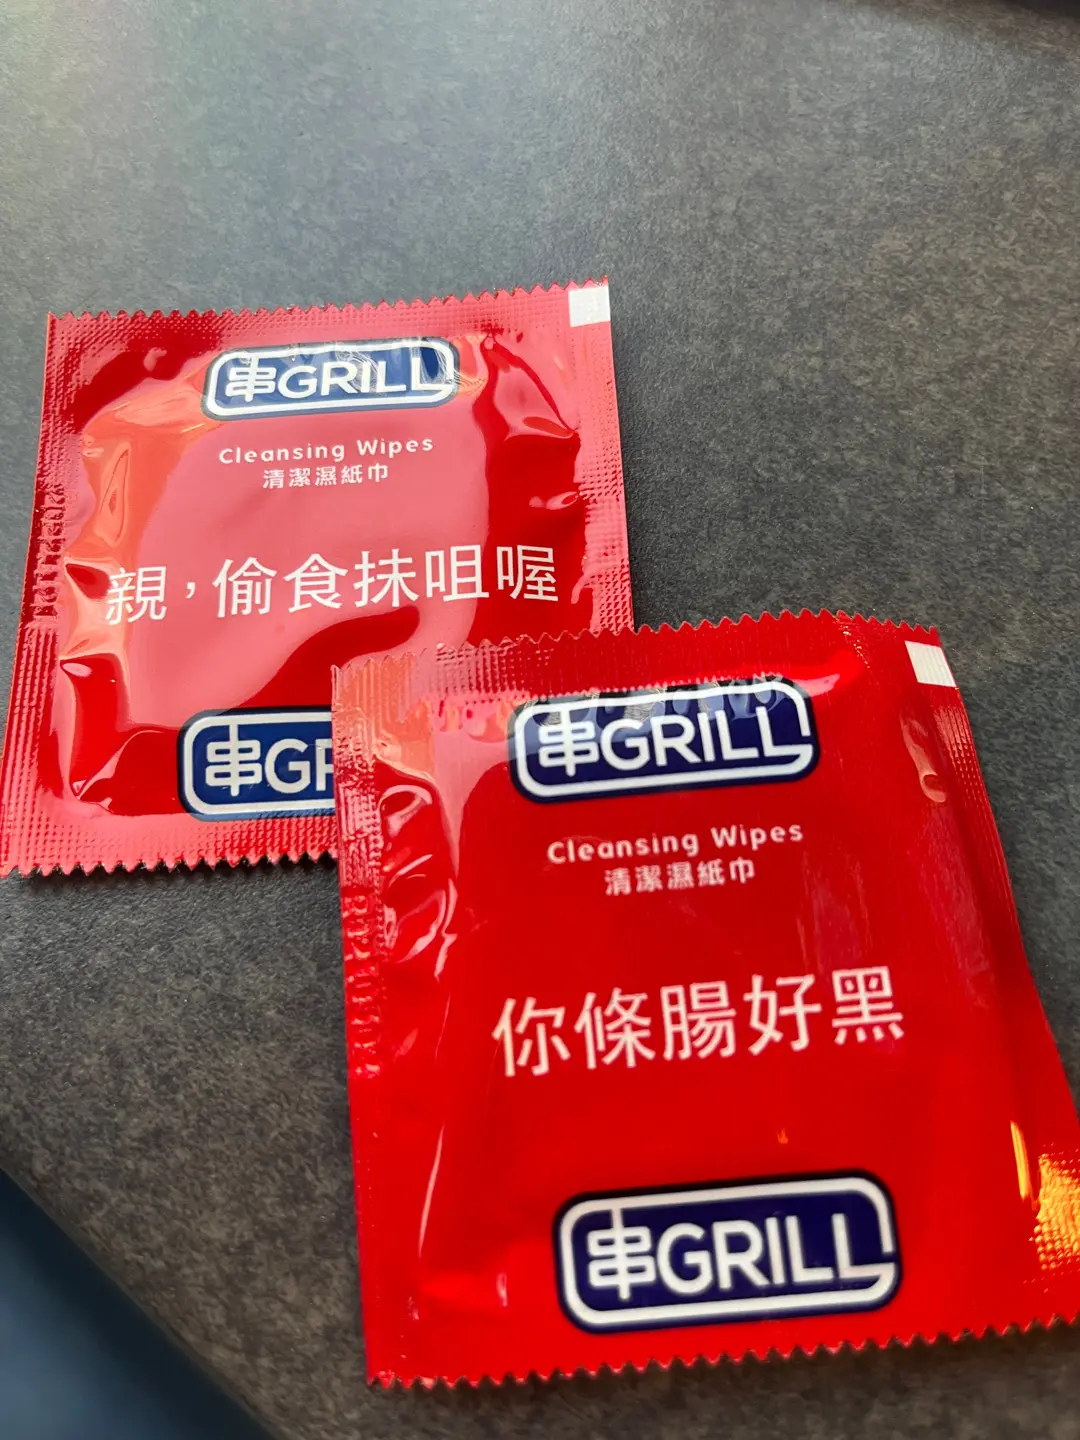 串GRILL
Cleansing Wipes
清潔濕紙巾
親，偷食抹咀喔
串GR
串GRILL
Cleansing Wipes
清潔濕紙巾
你條腸好黑
串GRILL